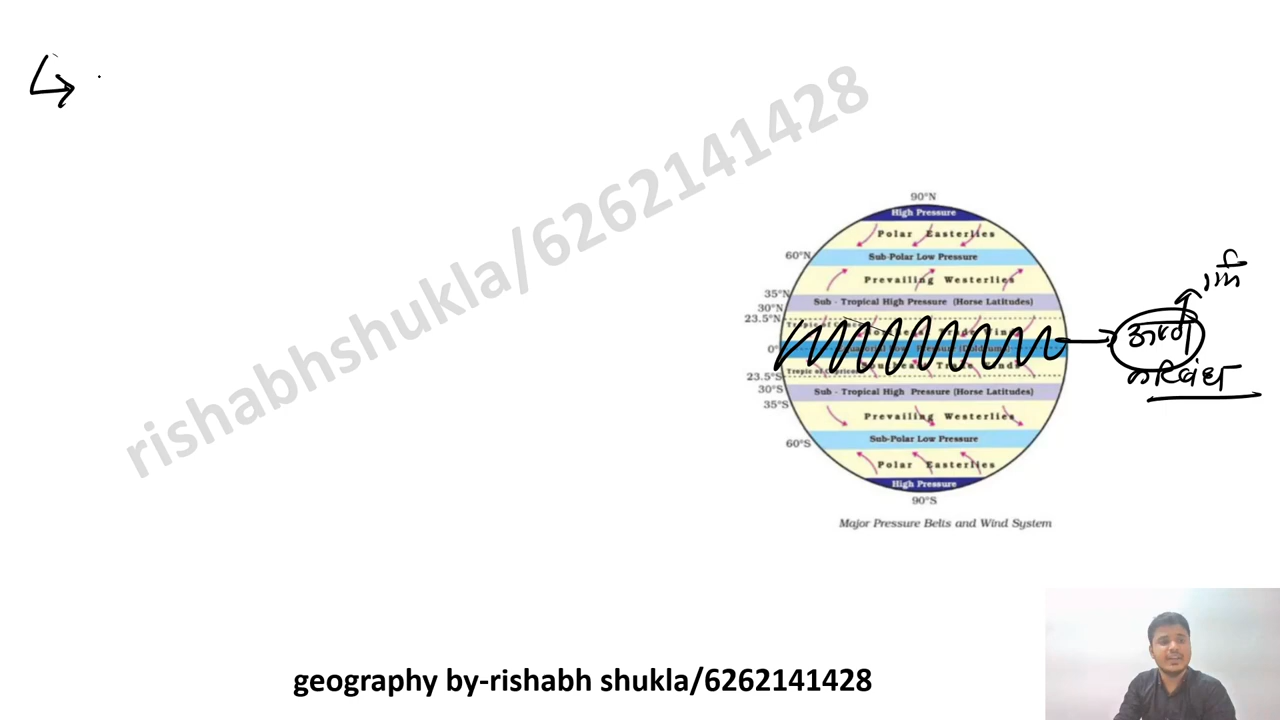 rishabhshukla/6262141428
90°N
High Pressure
Polar Easterlies
60°N
Sub-Polar Low Pressure
Prevailing Westerlies
35°N
Sub - Tropical High Pressure (Horse Latitudes)
30°N
23.5°N
0°
23.5°S
30°S
Sub - Tropical High Pressure (Horse Latitudes)
35°S
Prevailing Westerlies
60°S
Sub-Polar Low Pressure
Polar Easterlies
High Pressure
90°S
Major Pressure Belts and Wind System
गर्म
उष्ण
कटिबंध
geography by-rishabh shukla/6262141428